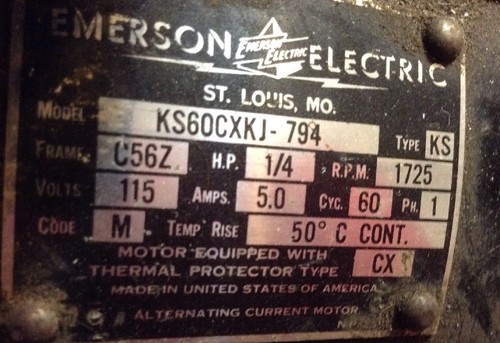 EMERSON EMERSON ELECTRIC ELECTRIC
ST. LOUIS, MO.
MODEL KS60CXKJ-794 TYPE KS
FRAME C56Z H.P. 1/4 R.P.M. 1725
VOLTS 115 AMPS. 5.0 CYC. 60 PH. 1
CODE M TEMP RISE 50° C CONT.
MOTOR EQUIPPED WITH
THERMAL PROTECTOR TYPE CX
MADE IN UNITED STATES OF AMERICA
ALTERNATING CURRENT MOTOR